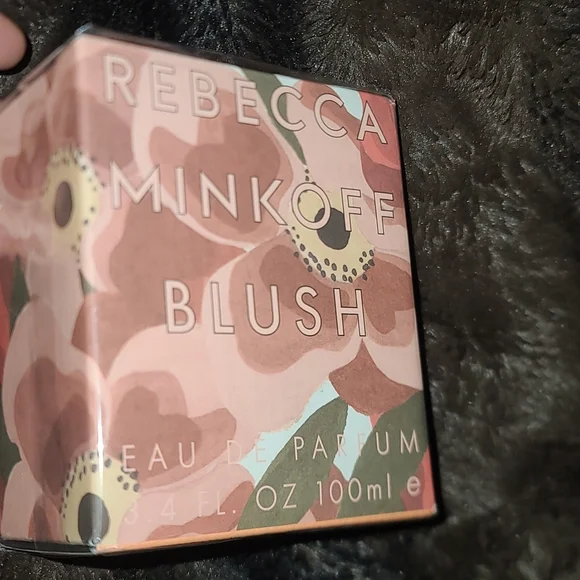 REBECCA
MINKOFF
BLUSH
EAU DE PARFUM
3.4 FL. OZ 100ml e